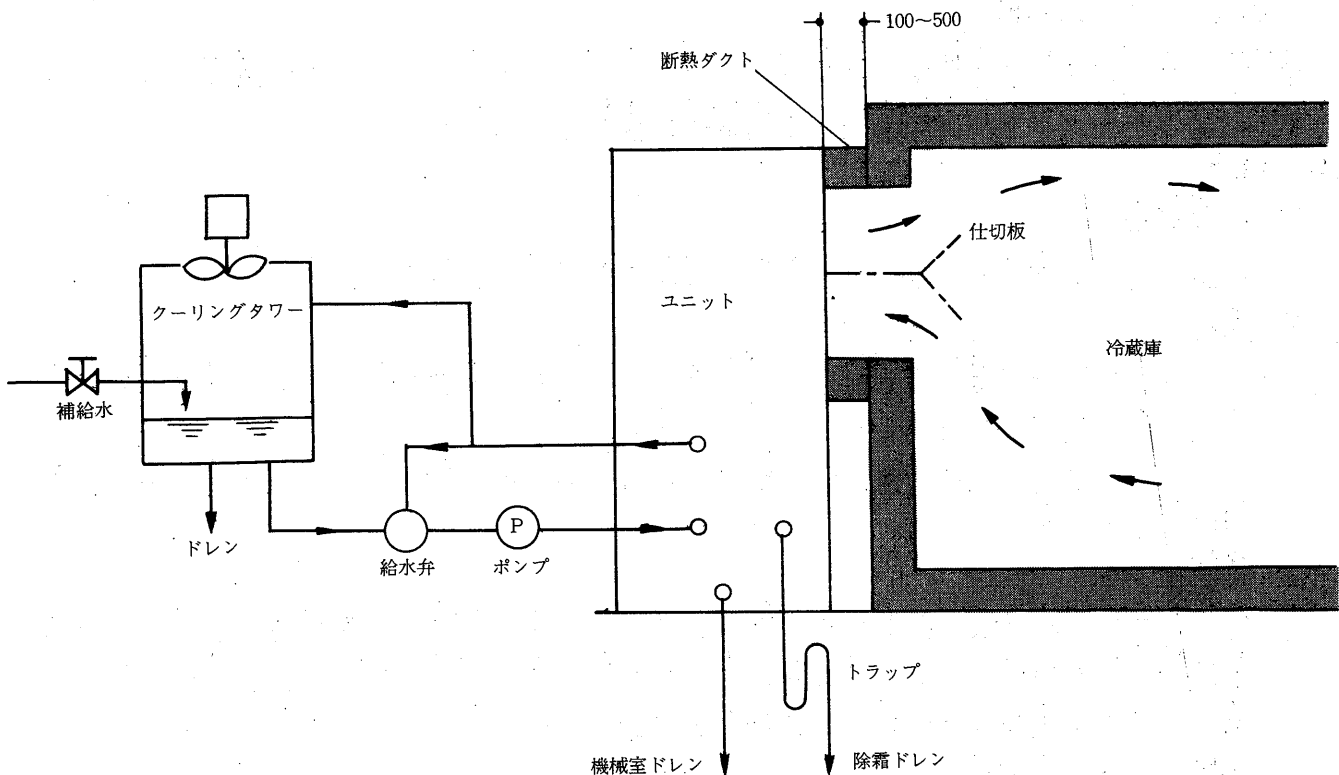 100〜500
断熱ダクト
仕切板
クーリングタワー
ユニット
冷蔵庫
補給水
ドレン
給水弁
P
ポンプ
トラップ
機械室ドレン
除霜ドレン